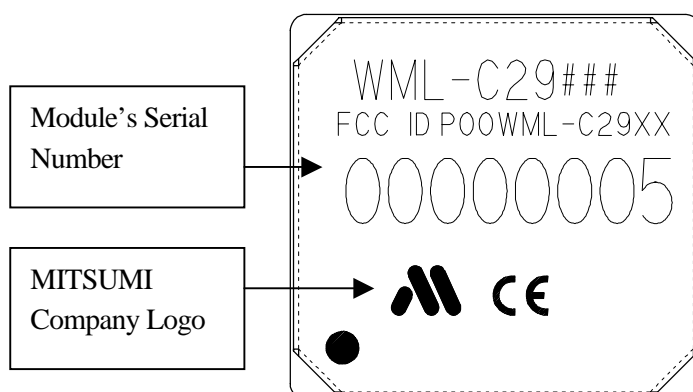 WML-C29###
FCC ID POOWML-C29XX
Module's Serial
Number
00000005
MITSUMI
Company Logo
CE